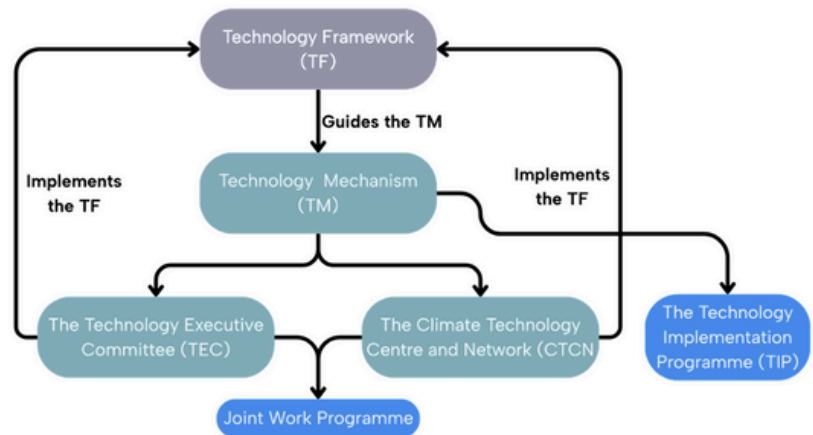 Technology Framework
(TF)
Guides the TM
Implements
the TF
Technology Mechanism
(TM)
Implements
the TF
The Technology Executive
Committee (TEC)
The Climate Technology
Centre and Network (CTCN
The Technology
Implementation
Programme (TIP)
Joint Work Programme